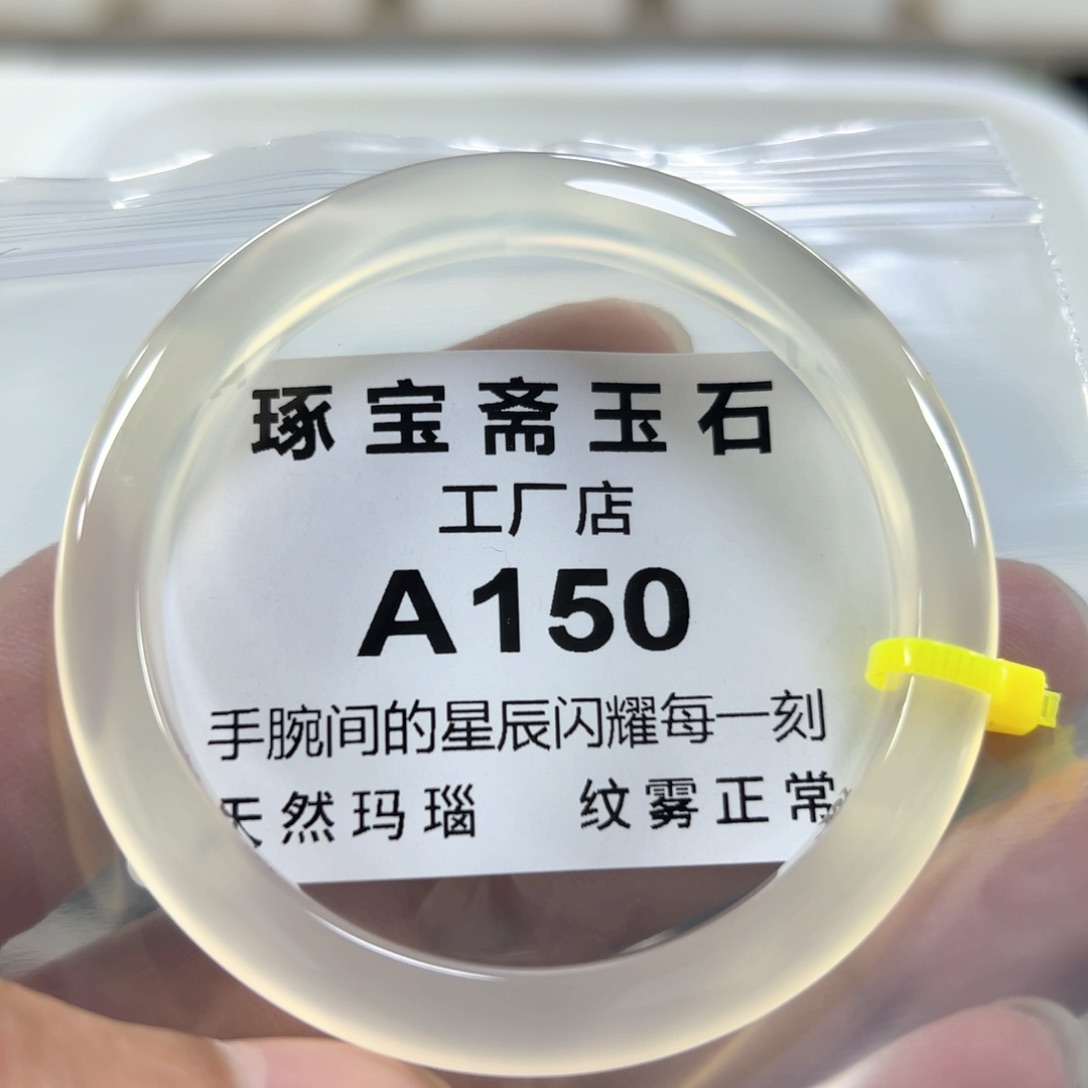 琢宝斋玉石
工厂店
A150
手腕间的星辰闪耀每一刻
天然玛瑙 纹雾正常